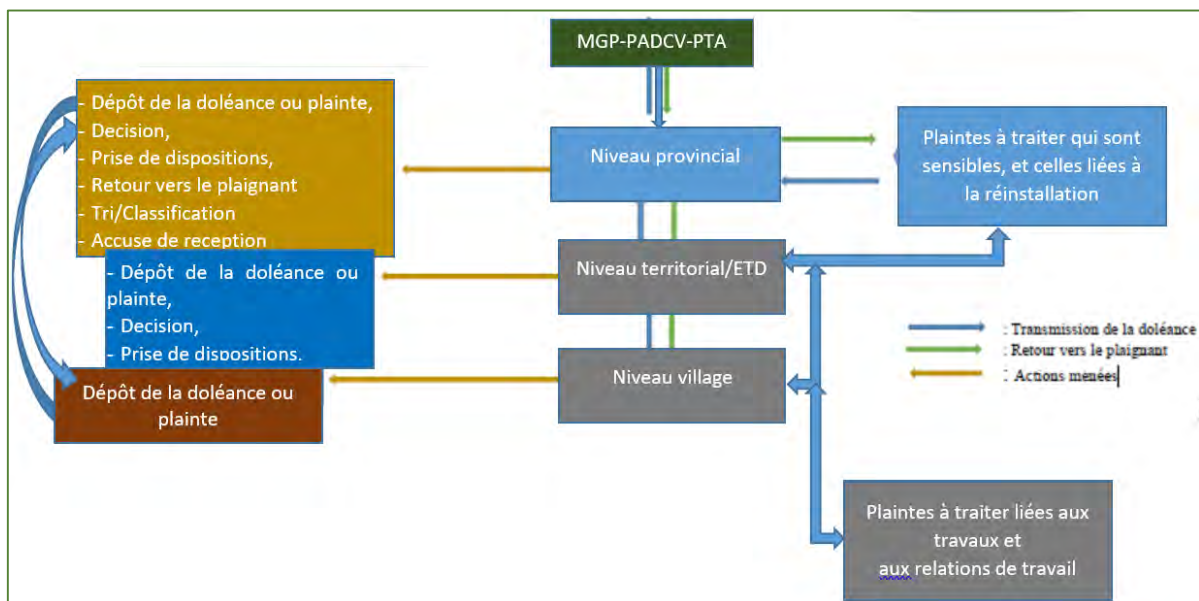 MGP-PADCV-PTA
- Dépôt de la doléance ou plainte,
- Decision,
- Prise de dispositions,
- Retour vers le plaignant
- Tri/Classification
- Accuse de reception
Niveau provincial
Plaintes à traiter qui sont
sensibles, et celles liées à
la réinstallation
- Dépôt de la doléance ou
plainte,
- Decision,
- Prise de dispositions.
Niveau territorial/ETD
: Transmission de la doléance
: Retour vers le plaignant
: Actions menées
Dépôt de la doléance ou
plainte
Niveau village
Plaintes à traiter liées aux
travaux et
aux relations de travail